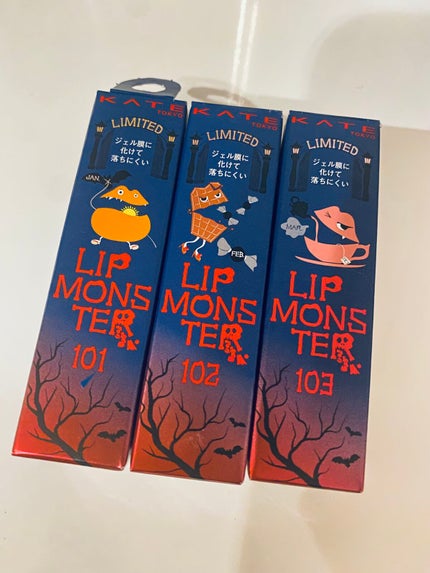 KATE
TOKYO
LIMITED
ジェル膜に
化けて
落ちにくい
JAN.
LIP
MONS
TER
101
KATE
TOKYO
LIMITED
ジェル膜に
化けて
落ちにくい
FEB.
LIP
MONS
TER
102
KATE
TOKYO
LIMITED
ジェル膜に
化けて
落ちにくい
MAR.
LIP
MONS
TER
103